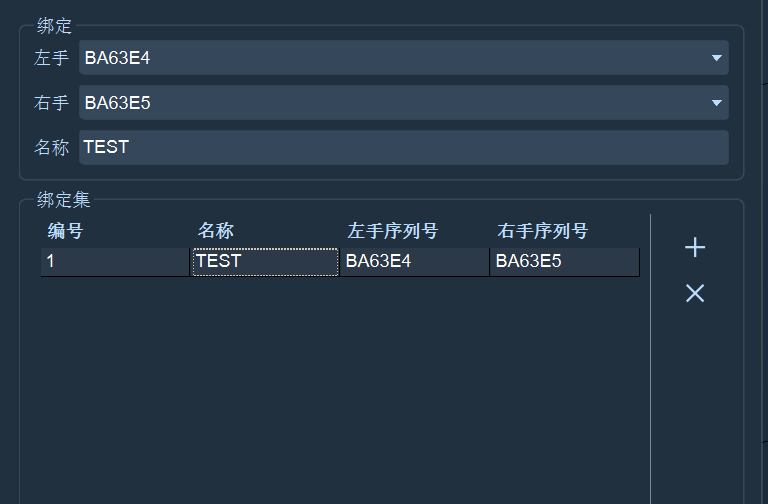 绑定
左手 BA63E4
右手 BA63E5
名称 TEST
绑定集
编号 名称 左手序列号 右手序列号
1 TEST BA63E4 BA63E5